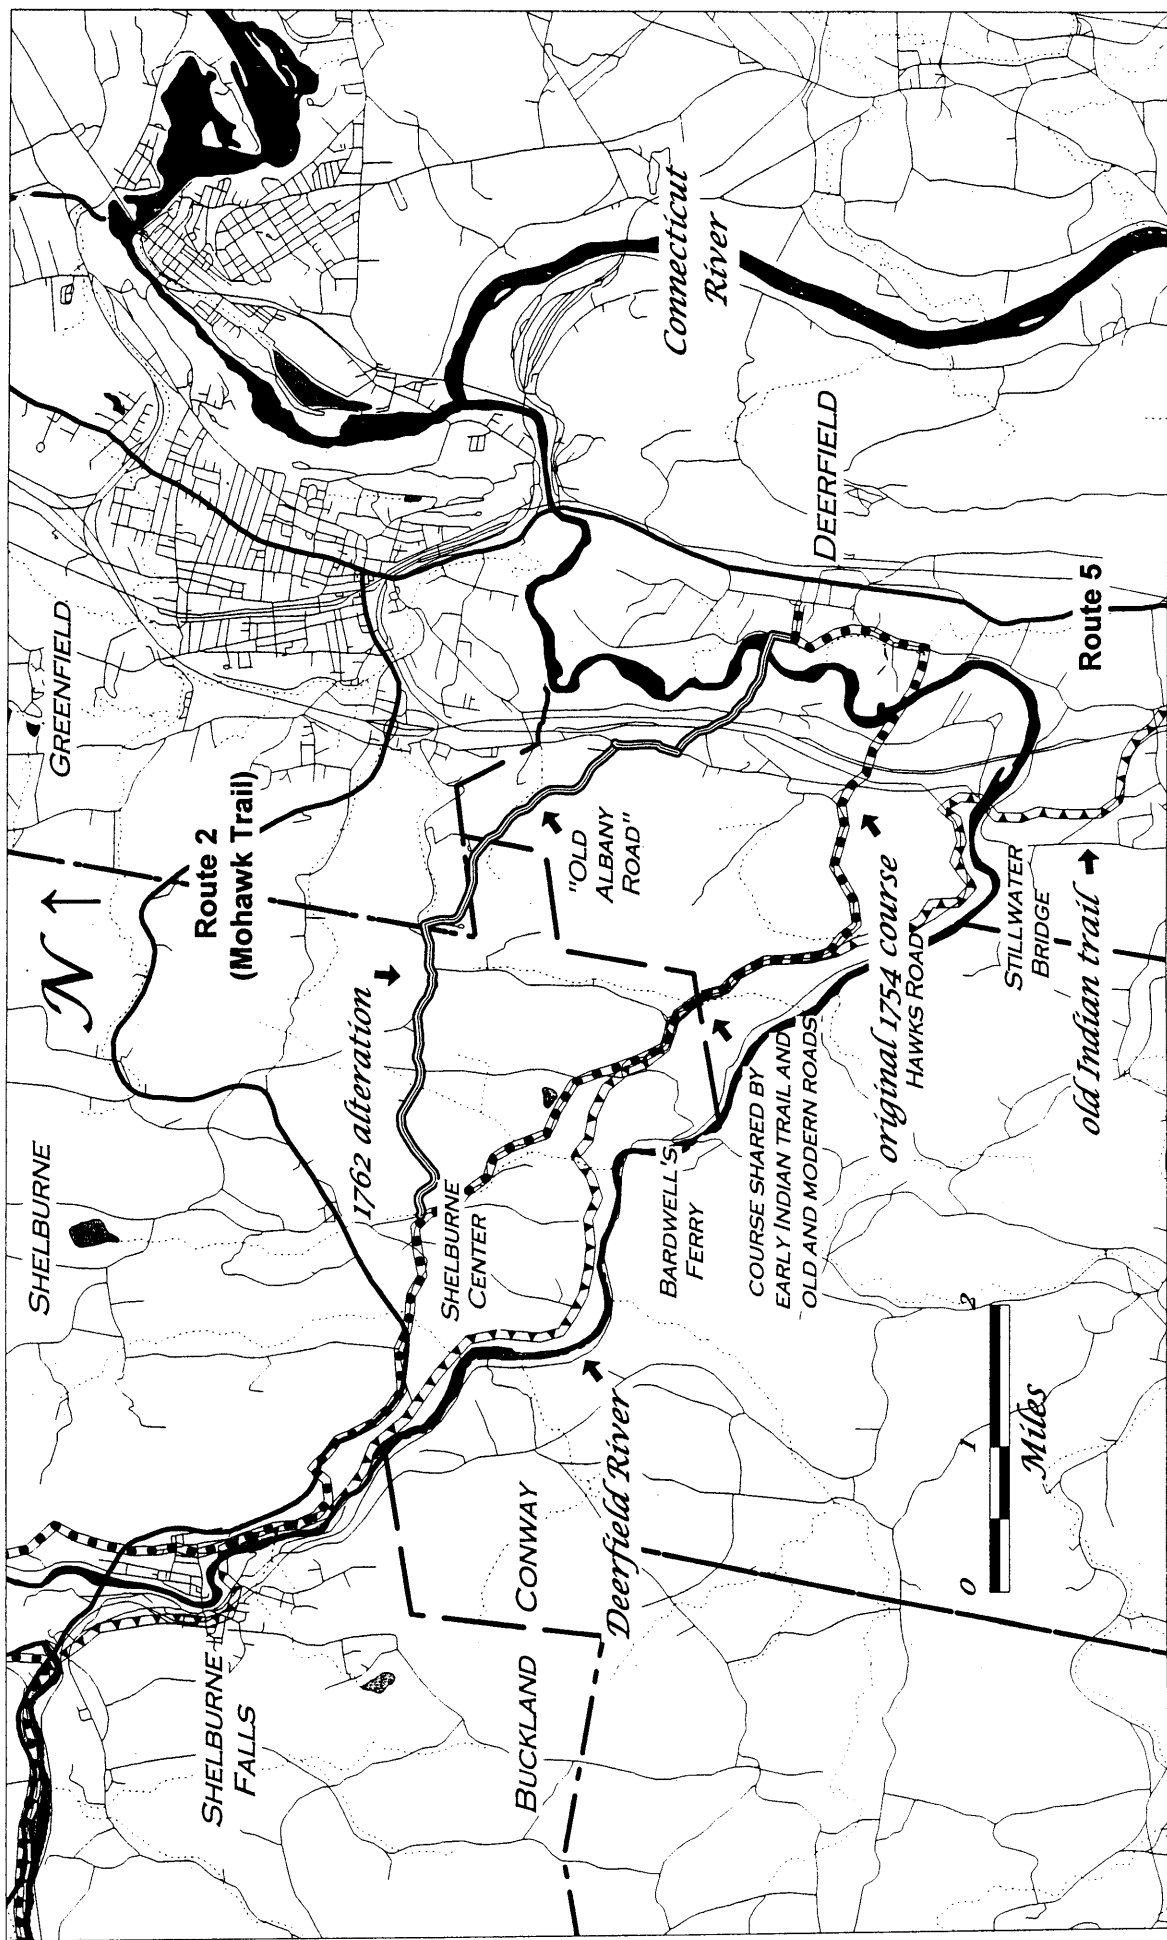 SHELBURNE
GREENFIELD
N
Route 2
(Mohawk Trail)
SHELBURNE
FALLS
1762 alteration
SHELBURNE
CENTER
"OLD
ALBANY
ROAD"
BUCKLAND
CONWAY
Deerfield River
BARDWELL'S
FERRY
COURSE SHARED BY
EARLY INDIAN TRAIL AND
OLD AND MODERN ROADS
Connecticut
River
DEERFIELD
original 1754 course
HAWKS ROAD
STILLWATER
BRIDGE
old Indian trail
Route 5
0
1
2
Miles